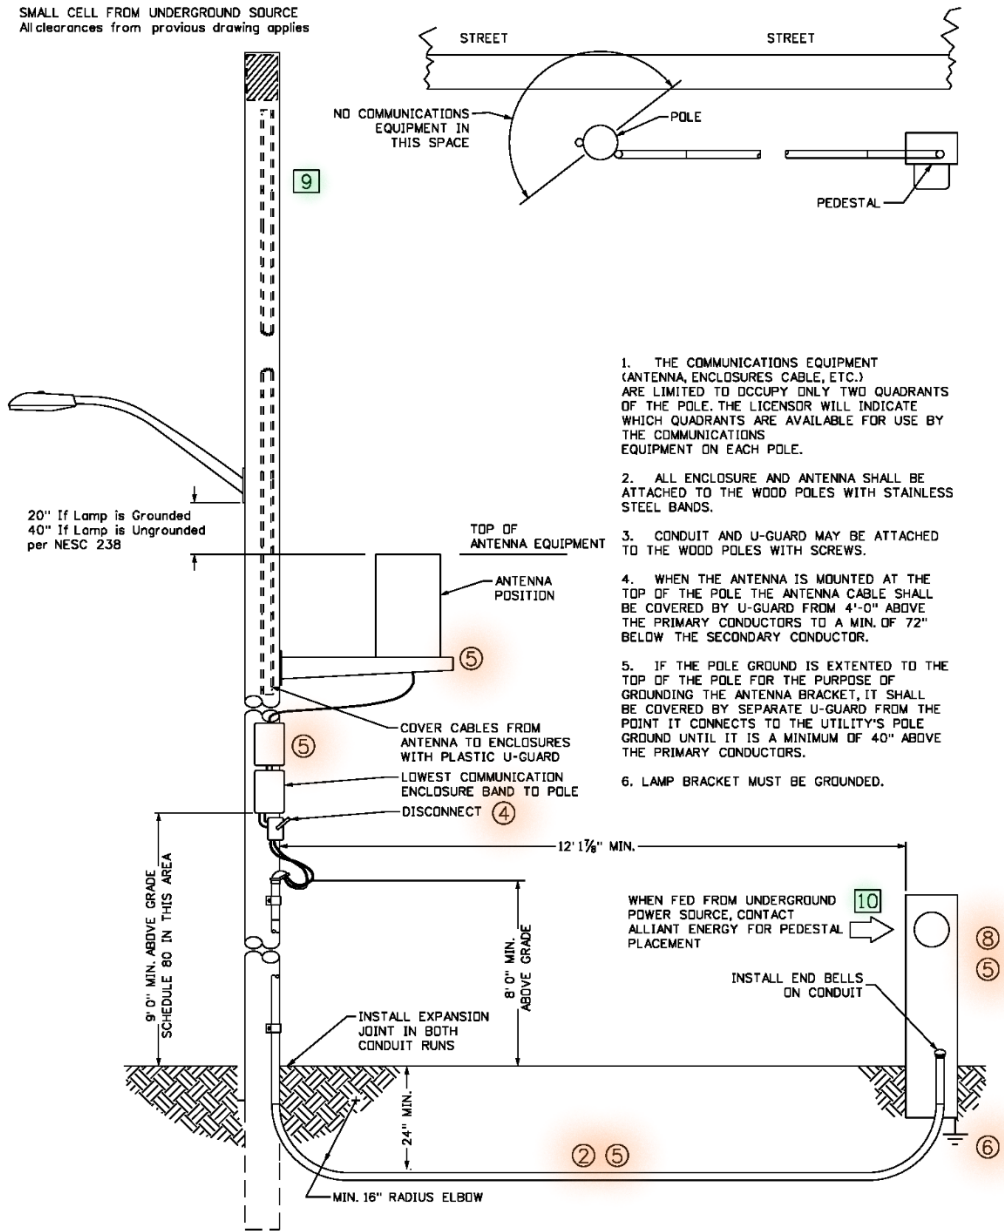 SMALL CELL FROM UNDERGROUND SOURCE
All clearances from provious drawing applies
STREET
STREET
NO COMMUNICATIONS
EQUIPMENT IN
THIS SPACE
POLE
PEDESTAL
9
20" If Lamp is Grounded
40" If Lamp is Ungrounded
per NESC 238
TOP OF
ANTENNA EQUIPMENT
ANTENNA
POSITION
5
COVER CABLES FROM
ANTENNA TO ENCLOSURES
WITH PLASTIC U-GUARD
5
LOWEST COMMUNICATION
ENCLOSURE BAND TO POLE
DISCONNECT 4
1. THE COMMUNICATIONS EQUIPMENT
(ANTENNA, ENCLOSURES CABLE, ETC.)
ARE LIMITED TO OCCUPY ONLY TWO QUADRANTS
OF THE POLE. THE LICENSOR WILL INDICATE
WHICH QUADRANTS ARE AVAILABLE FOR USE BY
THE COMMUNICATIONS
EQUIPMENT ON EACH POLE.
2. ALL ENCLOSURE AND ANTENNA SHALL BE
ATTACHED TO THE WOOD POLES WITH STAINLESS
STEEL BANDS.
3. CONDUIT AND U-GUARD MAY BE ATTACHED
TO THE WOOD POLES WITH SCREWS.
4. WHEN THE ANTENNA IS MOUNTED AT THE
TOP OF THE POLE THE ANTENNA CABLE SHALL
BE COVERED BY U-GUARD FROM 4'-0" ABOVE
THE PRIMARY CONDUCTORS TO A MIN. OF 72"
BELOW THE SECONDARY CONDUCTOR.
5. IF THE POLE GROUND IS EXTENTED TO THE
TOP OF THE POLE FOR THE PURPOSE OF
GROUNDING THE ANTENNA BRACKET, IT SHALL
BE COVERED BY SEPARATE U-GUARD FROM THE
POINT IT CONNECTS TO THE UTILITY'S POLE
GROUND UNTIL IT IS A MINIMUM OF 40" ABOVE
THE PRIMARY CONDUCTORS.
6. LAMP BRACKET MUST BE GROUNDED.
12' 1⅞" MIN.
9'0" MIN. ABOVE GRADE
SCHEDULE 80 IN THIS AREA
8'0" MIN.
ABOVE GRADE
WHEN FED FROM UNDERGROUND
POWER SOURCE, CONTACT
ALLIANT ENERGY FOR PEDESTAL
PLACEMENT
10
8
5
INSTALL END BELLS
ON CONDUIT
INSTALL EXPANSION
JOINT IN BOTH
CONDUIT RUNS
24" MIN.
2 5
6
MIN. 16" RADIUS ELBOW